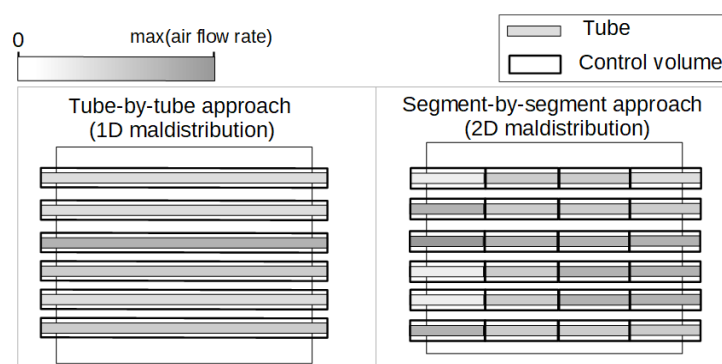 0
max(air flow rate)
Tube
Control volume
Tube-by-tube approach
(1D maldistribution)
Segment-by-segment approach
(2D maldistribution)